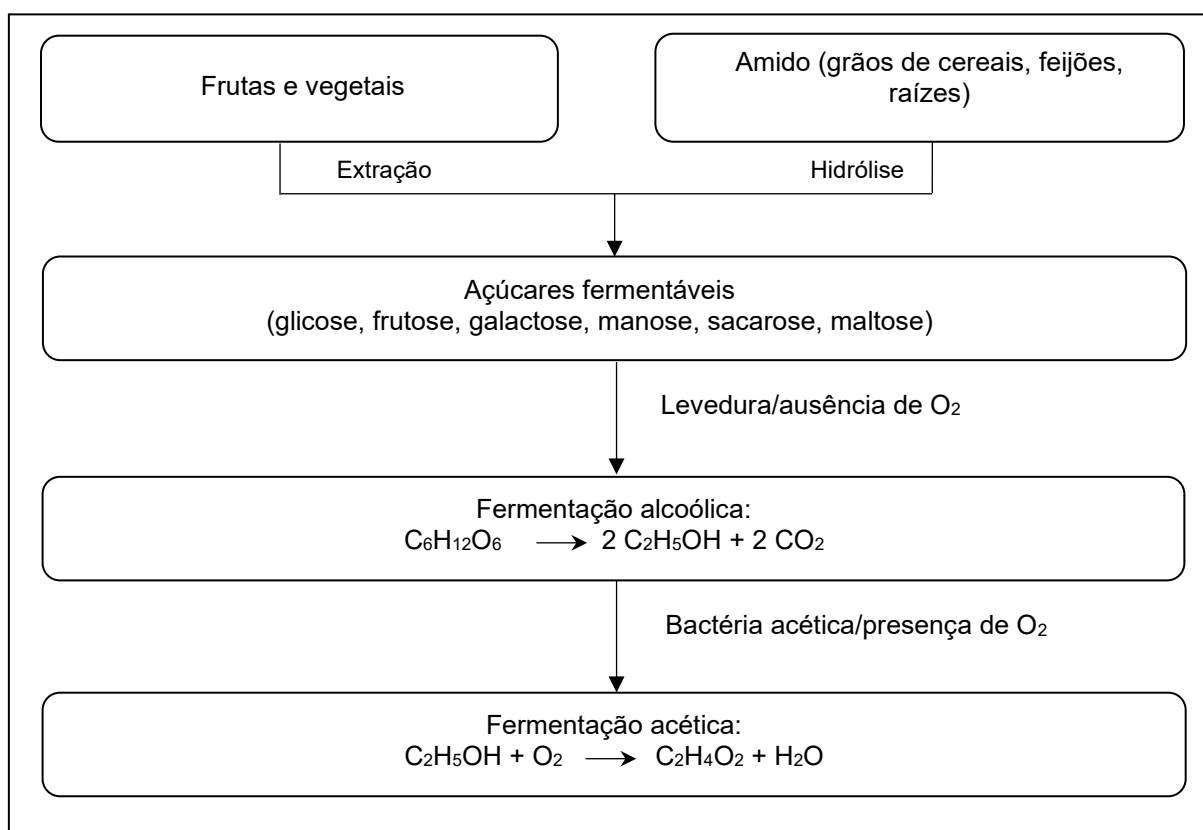 Frutas e vegetais
Amido (grãos de cereais, feijões,
raízes)
Extração
Hidrólise
Açúcares fermentáveis
(glicose, frutose, galactose, manose, sacarose, maltose)
Levedura/ausência de O₂
Fermentação alcoólica:
C₆H₁₂O₆ → 2 C₂H₅OH + 2 CO₂
Bactéria acética/presença de O₂
Fermentação acética:
C₂H₅OH + O₂ → C₂H₄O₂ + H₂O